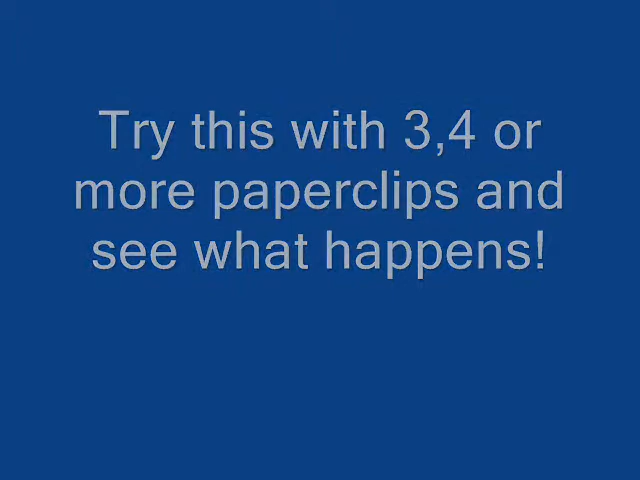 Try this with 3,4 or
more paperclips and
see what happens!